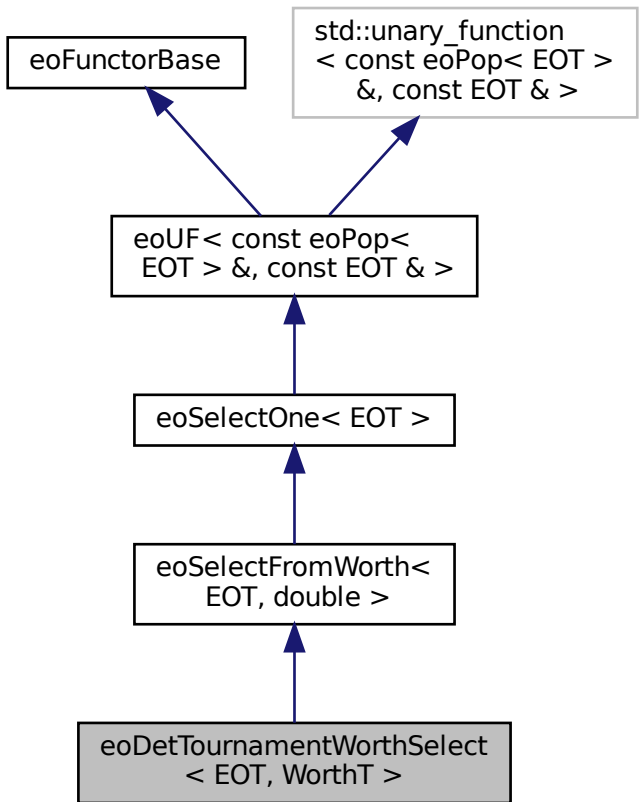 eoFunctorBase
std::unary_function
< const eoPop< EOT >
&, const EOT & >
eoUF< const eoPop<
EOT > &, const EOT & >
eoSelectOne< EOT >
eoSelectFromWorth<
EOT, double >
eoDetTournamentWorthSelect
< EOT, WorthT >